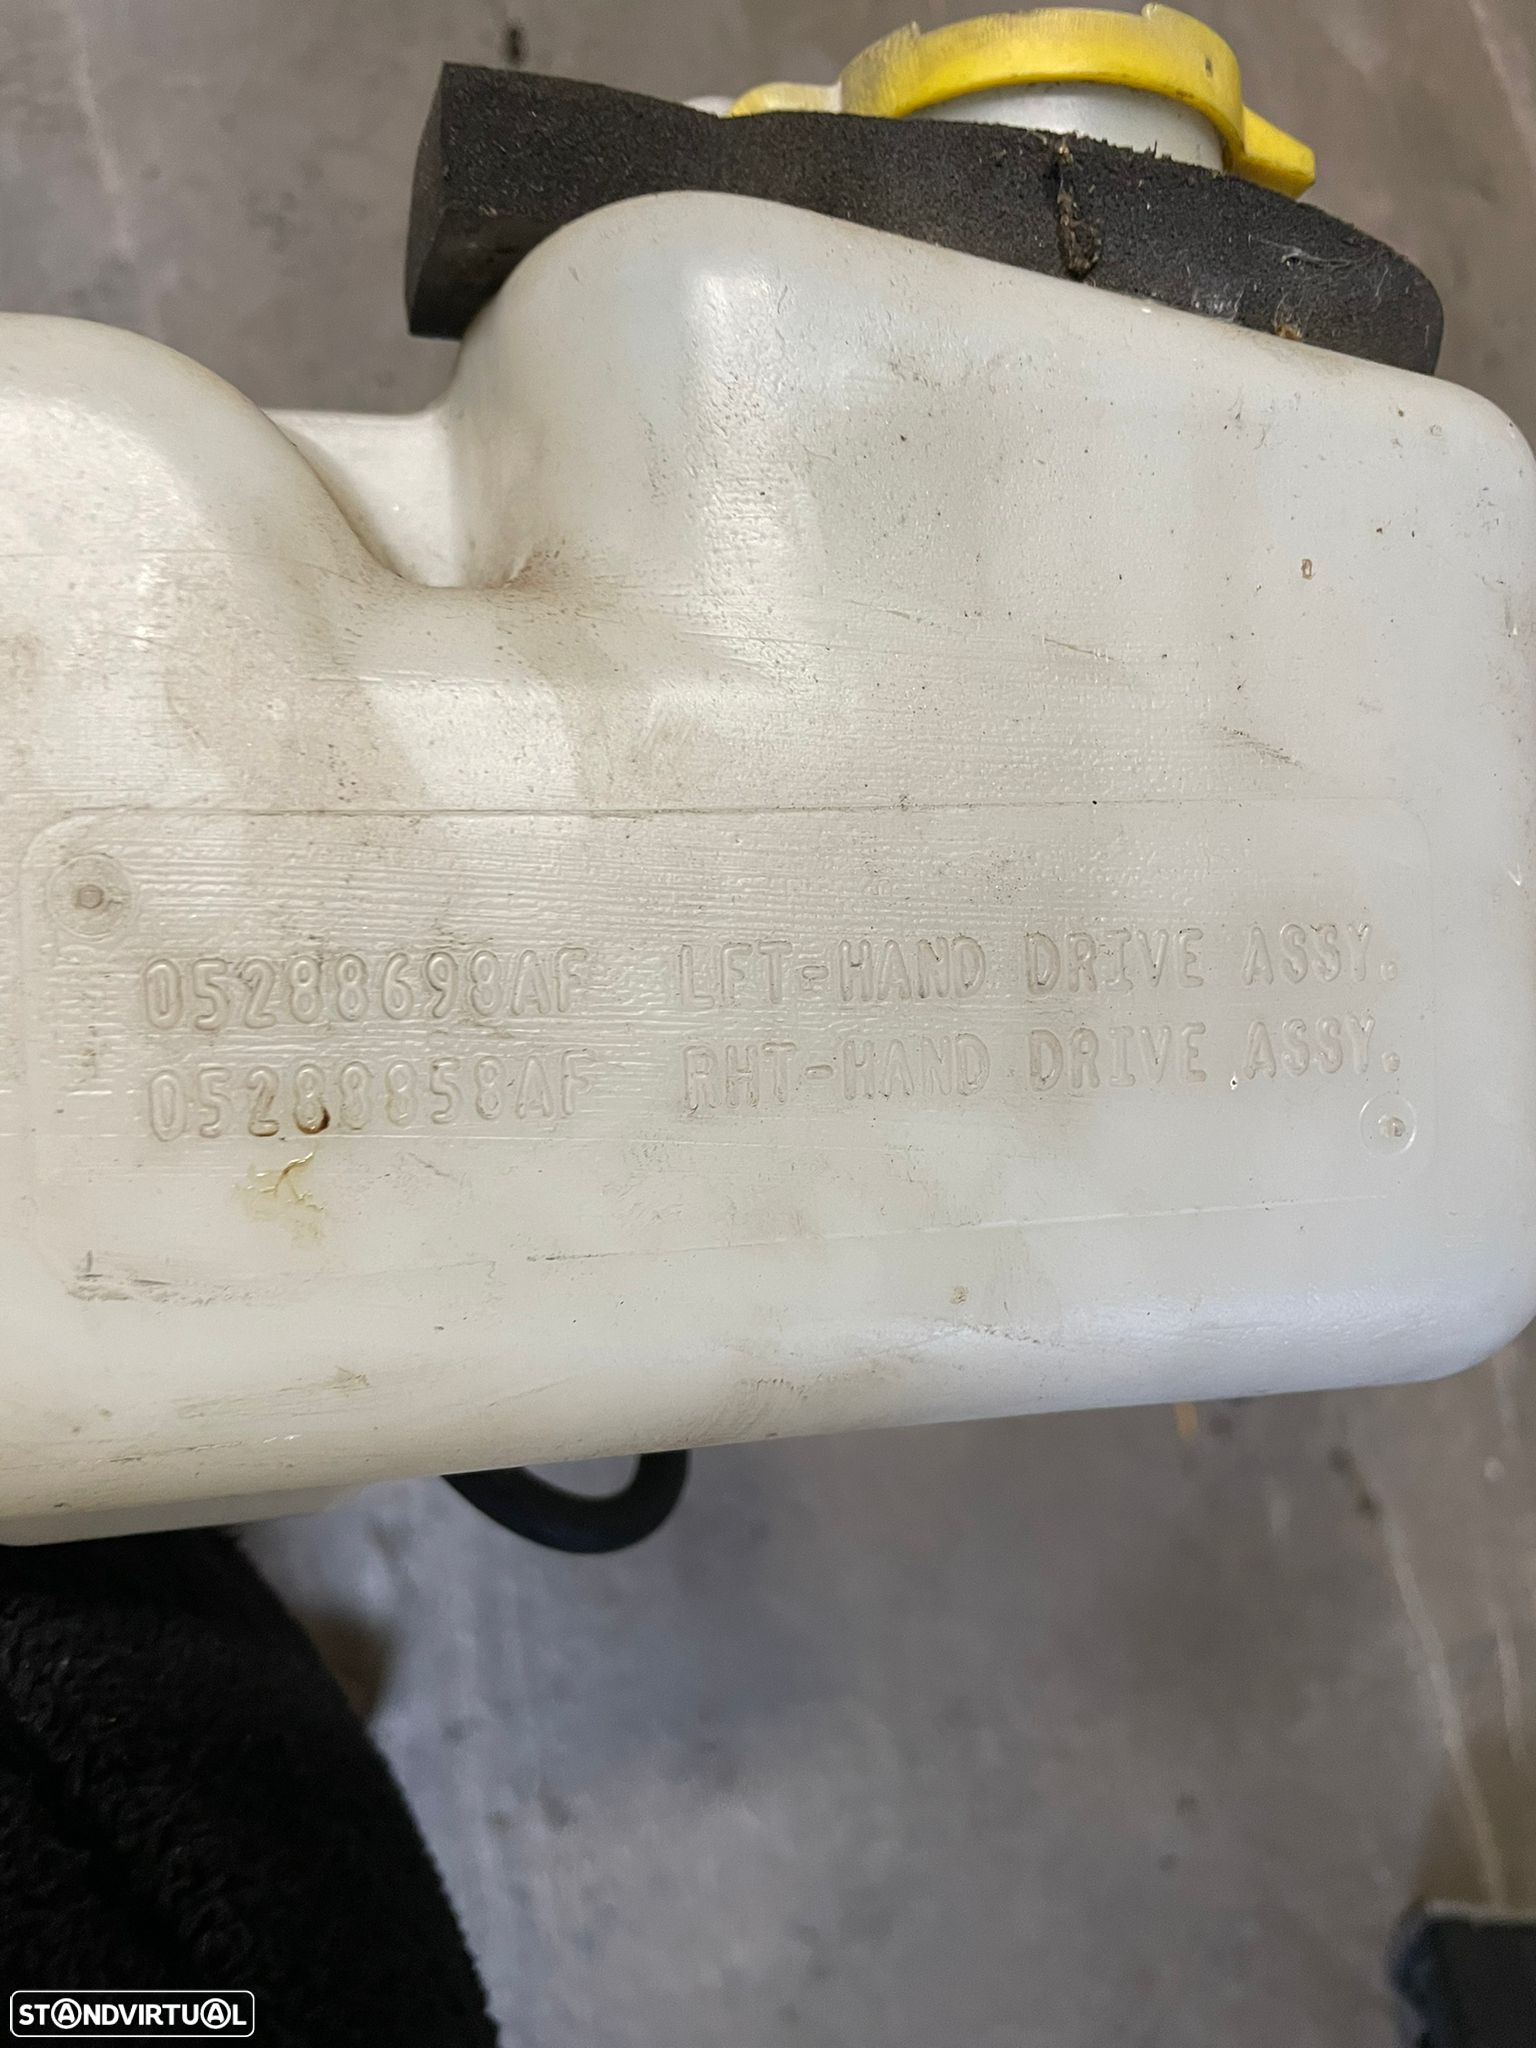 05288698AF LFT-HAND DRIVE ASSY.
05288858AF RHT-HAND DRIVE ASSY.
STANDVIRTUAL